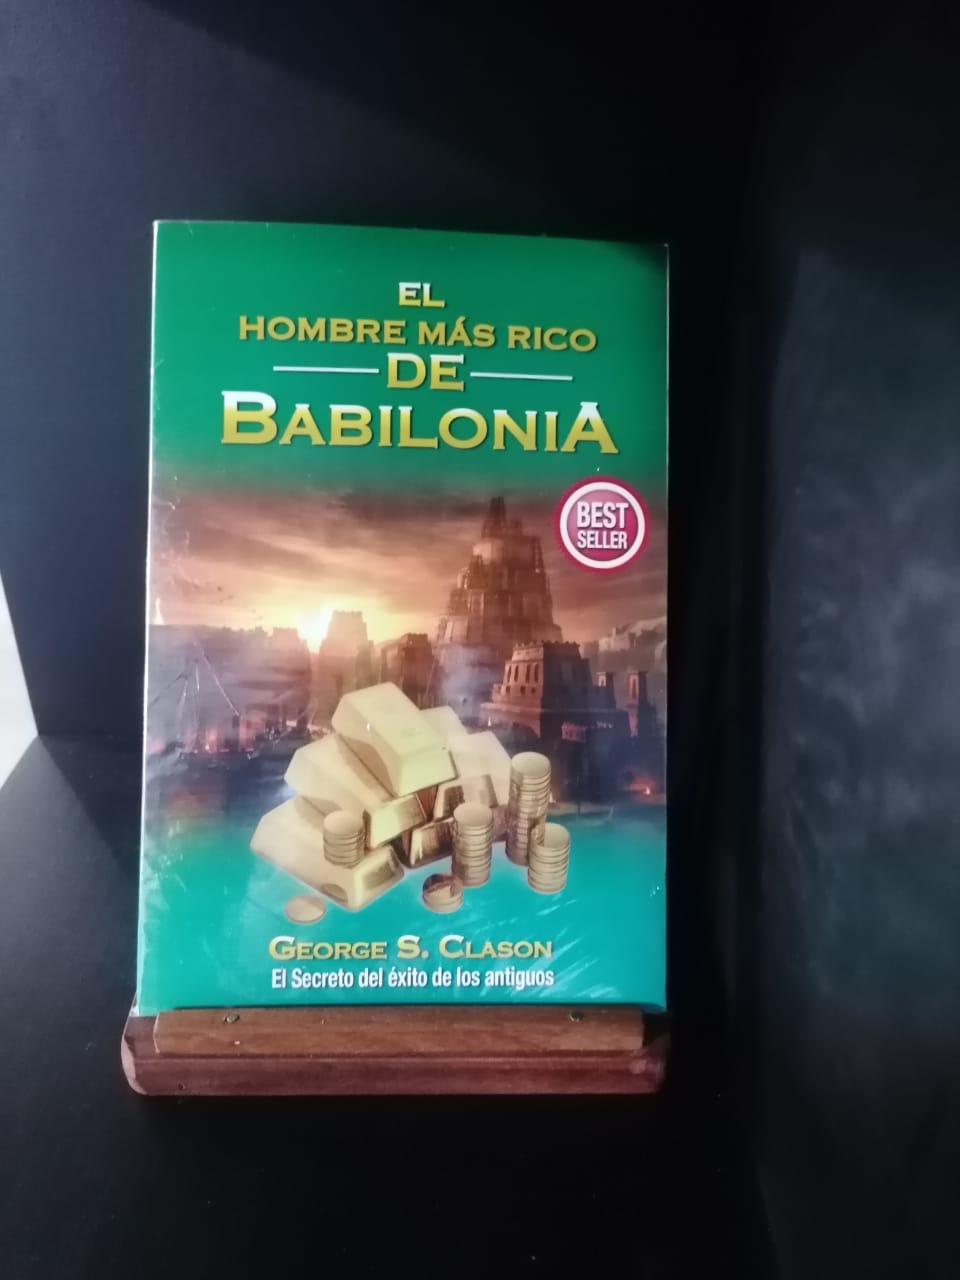 EL
HOMBRE MÁS RICO
DE
BABILONIA
BEST
SELLER
GEORGE S. CLASON
El Secreto del éxito de los antiguos